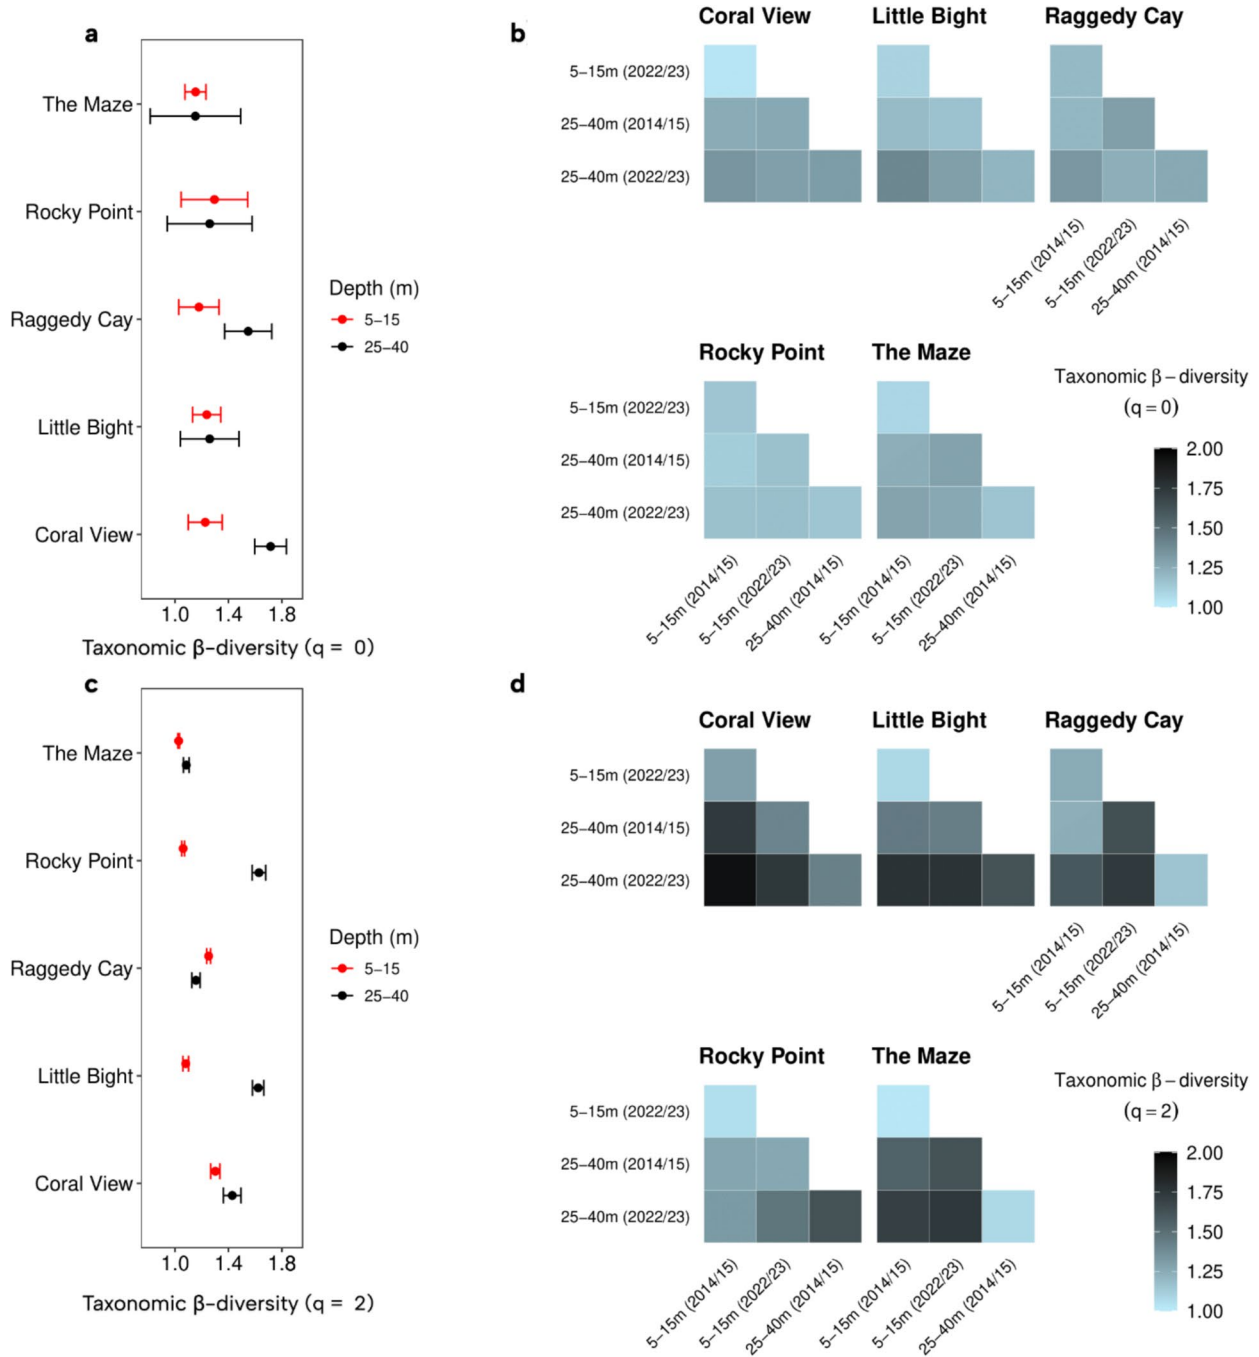 a
The Maze
Rocky Point
Raggedy Cay
Little Bight
Coral View
1.0 1.4 1.8
Taxonomic β-diversity (q = 0)
Depth (m)
5-15
25-40
b
Coral View Little Bight Raggedy Cay
5-15m (2022/23)
25-40m (2014/15)
25-40m (2022/23)
5-15m (2014/15)
5-15m (2022/23)
25-40m (2014/15)
Rocky Point The Maze
5-15m (2022/23)
25-40m (2014/15)
25-40m (2022/23)
5-15m (2014/15)
5-15m (2022/23)
25-40m (2014/15)
5-15m (2014/15)
5-15m (2022/23)
25-40m (2014/15)
Taxonomic β – diversity
(q = 0)
2.00
1.75
1.50
1.25
1.00
c
The Maze
Rocky Point
Raggedy Cay
Little Bight
Coral View
1.0 1.4 1.8
Taxonomic β-diversity (q = 2)
Depth (m)
5-15
25-40
d
Coral View Little Bight Raggedy Cay
5-15m (2022/23)
25-40m (2014/15)
25-40m (2022/23)
5-15m (2014/15)
5-15m (2022/23)
25-40m (2014/15)
Rocky Point The Maze
5-15m (2022/23)
25-40m (2014/15)
25-40m (2022/23)
5-15m (2014/15)
5-15m (2022/23)
25-40m (2014/15)
5-15m (2014/15)
5-15m (2022/23)
25-40m (2014/15)
Taxonomic β – diversity
(q = 2)
2.00
1.75
1.50
1.25
1.00